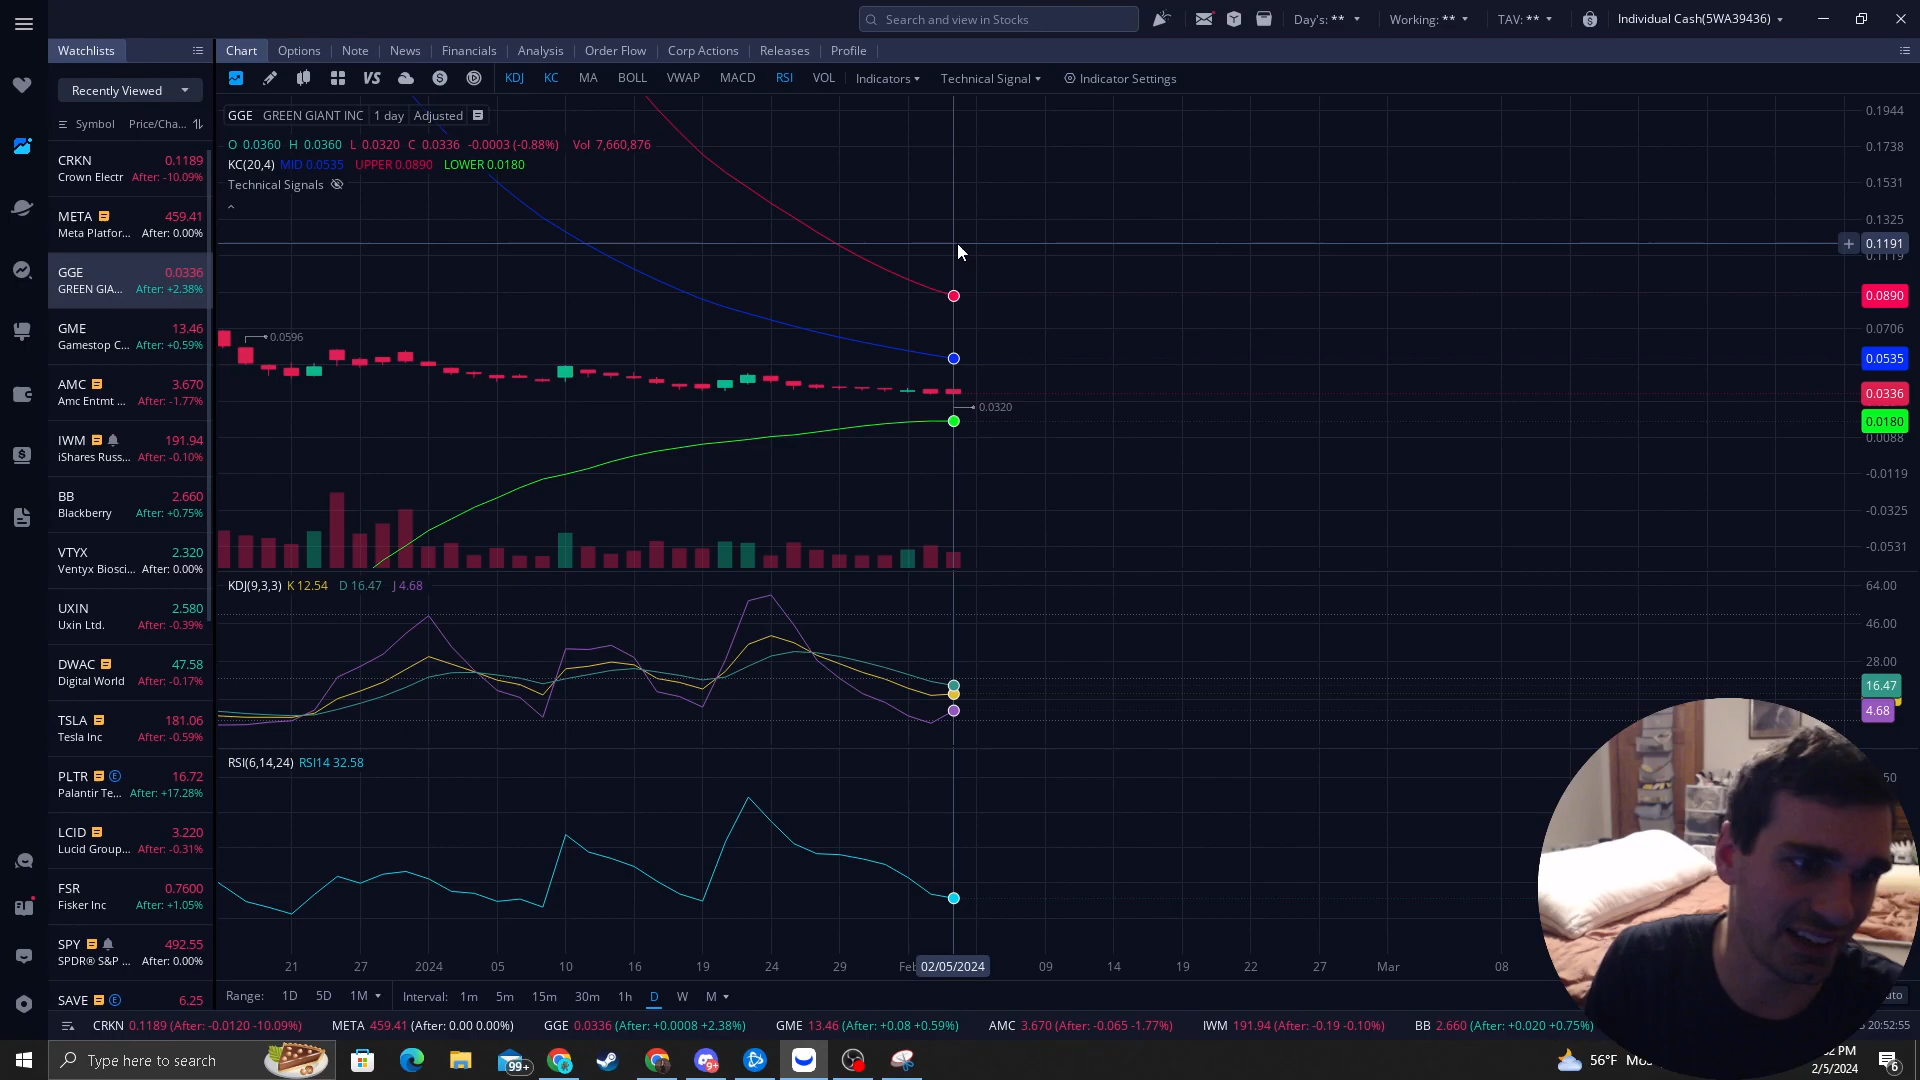 Search and view in Stocks
Day's: **
Working: **
TAV: **
Individual Cash(5WA39436)
Watchlists
Chart Options Note News Financials Analysis Order Flow Corp Actions Releases Profile
Recently Viewed
VS S KDJ KC MA BOLL VWAP MACD RSI VOL Indicators Technical Signal Indicator Settings
Symbol Price/Cha...
CRKN 0.1189
Crown Electr After: -10.09%
META 459.41
Meta Platfor... After: 0.00%
GGE 0.0336
GREEN GIA... After: +2.38%
GME 13.46
Gamestop C... After: +0.59%
AMC 3.670
Amc Entmt ... After: -1.77%
IWM 191.94
iShares Russ... After: -0.10%
BB 2.660
Blackberry After: +0.75%
VTYX 2.320
Ventyx Biosci... After: 0.00%
UXIN 2.580
Uxin Ltd. After: -0.39%
DWAC 47.58
Digital World After: -0.17%
TSLA 181.06
Tesla Inc After: -0.59%
PLTR E 16.72
Palantir Te... After: +17.28%
LCID 3.220
Lucid Group... After: -0.31%
FSR 0.7600
Fisker Inc After: +1.05%
SPY 492.55
SPDR® S&P ... After: 0.00%
SAVE E 6.25
GGE GREEN GIANT INC 1 day Adjusted
O 0.0360 H 0.0360 L 0.0320 C 0.0336 -0.0003 (-0.88%) Vol 7,660,876
KC(20,4) MID 0.0535 UPPER 0.0890 LOWER 0.0180
Technical Signals
0.0596
0.0320
0.1944
0.1738
0.1531
0.1325
0.1191
0.1119
0.0890
0.0706
0.0535
0.0336
0.0180
0.0088
-0.0119
-0.0325
-0.0531
KDJ(9,3,3) K 12.54 D 16.47 J 4.68
64.00
46.00
28.00
16.47
4.68
RSI(6,14,24) RSI14 32.58
50
21 27 2024 05 10 16 19 24 29 Feb 02/05/2024 09 14 19 22 27 Mar 08
Range: 1D 5D 1M Interval: 1m 5m 15m 30m 1h D W M
CRKN 0.1189 (After: -0.0120 -10.09%) META 459.41 (After: 0.00 0.00%) GGE 0.0336 (After: +0.0008 +2.38%) GME 13.46 (After: +0.08 +0.59%) AMC 3.670 (After: -0.065 -1.77%) IWM 191.94 (After: -0.19 -0.10%) BB 2.660 (After: +0.020 +0.75%)
20:52:55
Type here to search
99+
9+
56°F
2 PM
2/5/2024
6